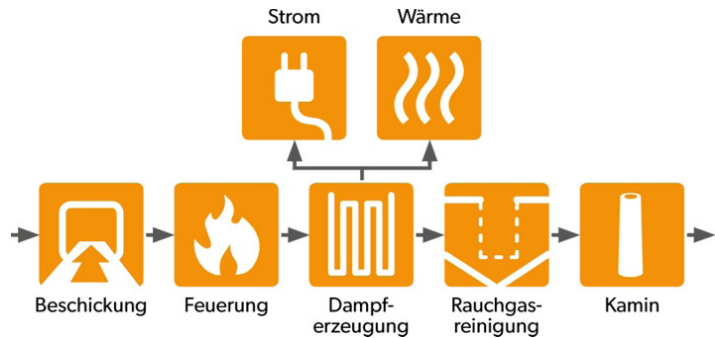 Strom
Wärme
Beschickung
Feuerung
Dampf-
erzeugung
Rauchgas-
reinigung
Kamin